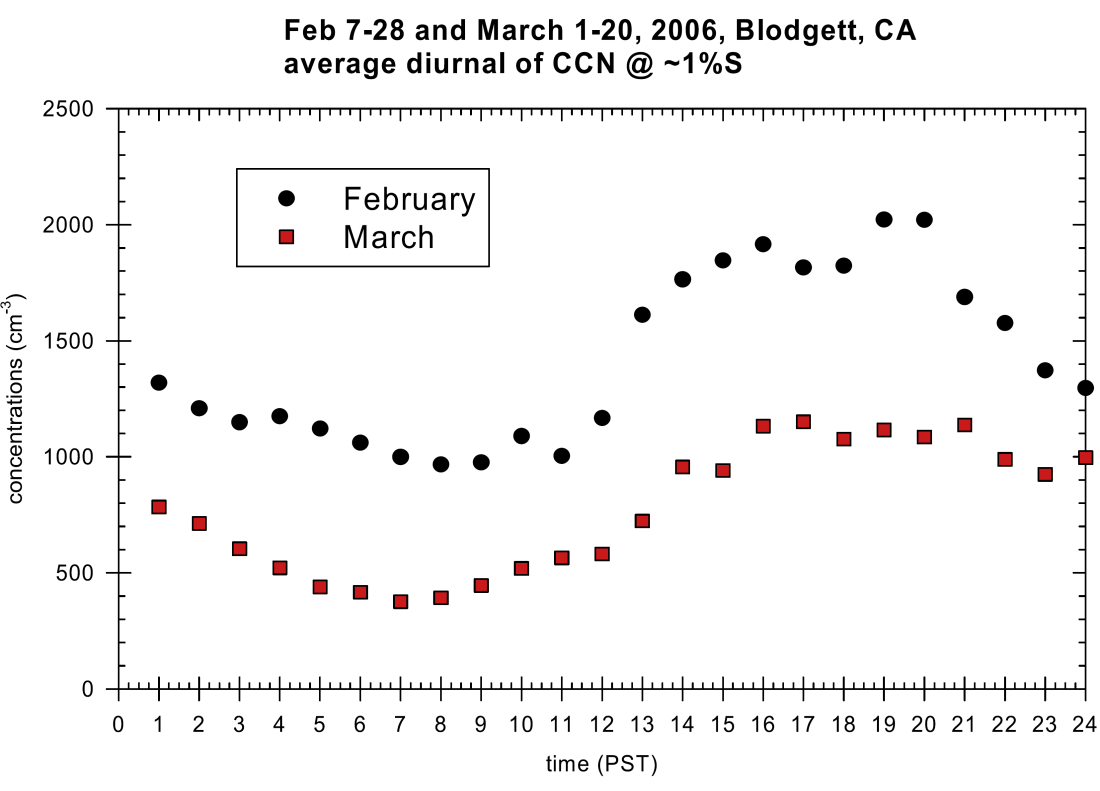 Feb 7-28 and March 1-20, 2006, Blodgett, CA
average diurnal of CCN @ ~1%S
2500
2000
1500
1000
500
0
concentrations (cm-3)
February
March
0 1 2 3 4 5 6 7 8 9 10 11 12 13 14 15 16 17 18 19 20 21 22 23 24
time (PST)